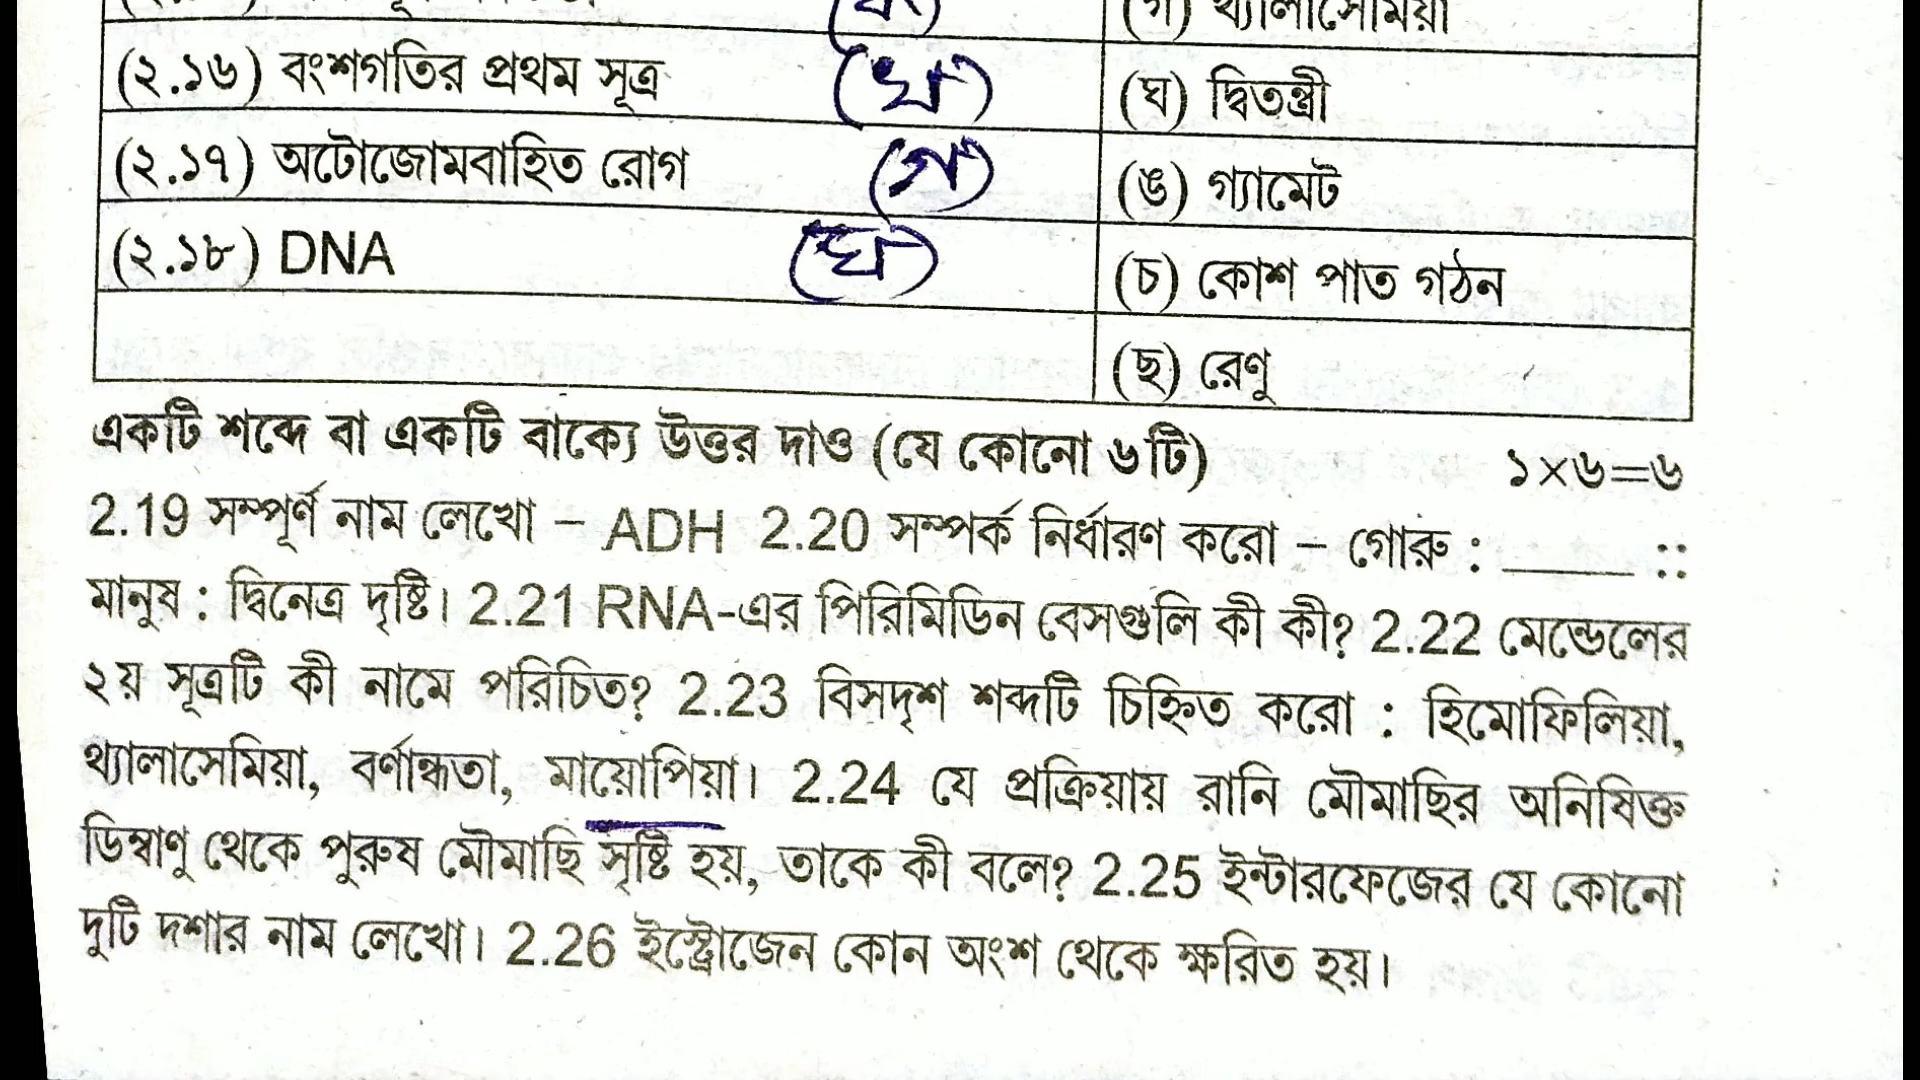 (গ) থ্যালাসেমিয়া
(২.১৬) বংশগতির প্রথম সূত্র (খ) (ঘ) দ্বিতন্ত্রী
(২.১৭) অটোজোমবাহিত রোগ (গ) (ঙ) গ্যামেট
(২.১৮) DNA (ঘ) (চ) কোশ পাত গঠন
(ছ) রেণু
একটি শব্দে বা একটি বাক্যে উত্তর দাও (যে কোনো ৬টি) ১×৬=৬
2.19 সম্পূর্ণ নাম লেখো – ADH 2.20 সম্পর্ক নির্ধারণ করো – গোরু : ______ ::
মানুষ : দ্বিনেত্র দৃষ্টি। 2.21 RNA-এর পিরিমিডিন বেসগুলি কী কী? 2.22 মেন্ডেলের
২য় সূত্রটি কী নামে পরিচিত? 2.23 বিসদৃশ শব্দটি চিহ্নিত করো : হিমোফিলিয়া,
থ্যালাসেমিয়া, বর্ণান্ধতা, মায়োপিয়া। 2.24 যে প্রক্রিয়ায় রানি মৌমাছির অনিষিক্ত
ডিম্বাণু থেকে পুরুষ মৌমাছি সৃষ্টি হয়, তাকে কী বলে? 2.25 ইন্টারফেজের যে কোনো
দুটি দশার নাম লেখো। 2.26 ইস্ট্রোজেন কোন অংশ থেকে ক্ষরিত হয়।